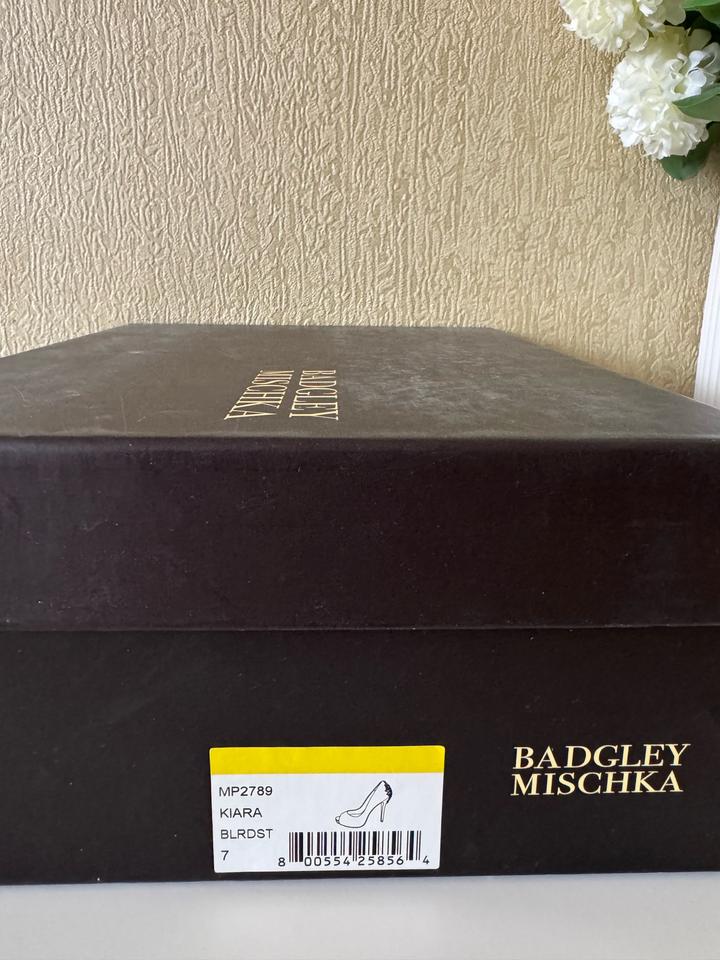 BADGLEY
MISCHKA
MP2789
KIARA
BLRDST
7
8 00554 25856 4
BADGLEY
MISCHKA